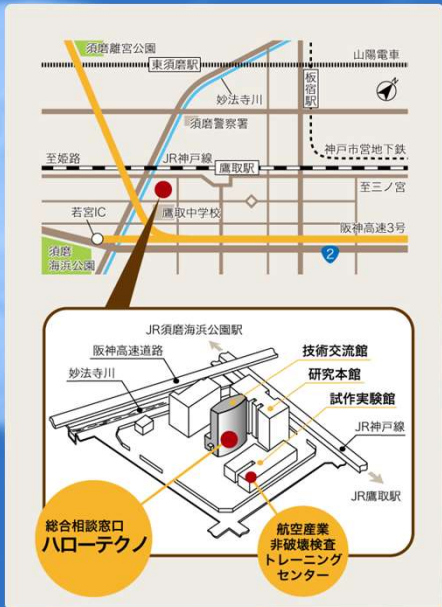 須磨離宮公園
山陽電車
東須磨駅
板宿駅
妙法寺川
須磨警察署
神戸市営地下鉄
至姫路
JR神戸線
鷹取駅
至三ノ宮
若宮IC
鷹取中学校
阪神高速3号
須磨
海浜公園
2
JR須磨海浜公園駅
阪神高速道路
技術交流館
妙法寺川
研究本館
試作実験館
JR神戸線
JR鷹取駅
総合相談窓口
ハローテクノ
航空産業
非破壊検査
トレーニング
センター